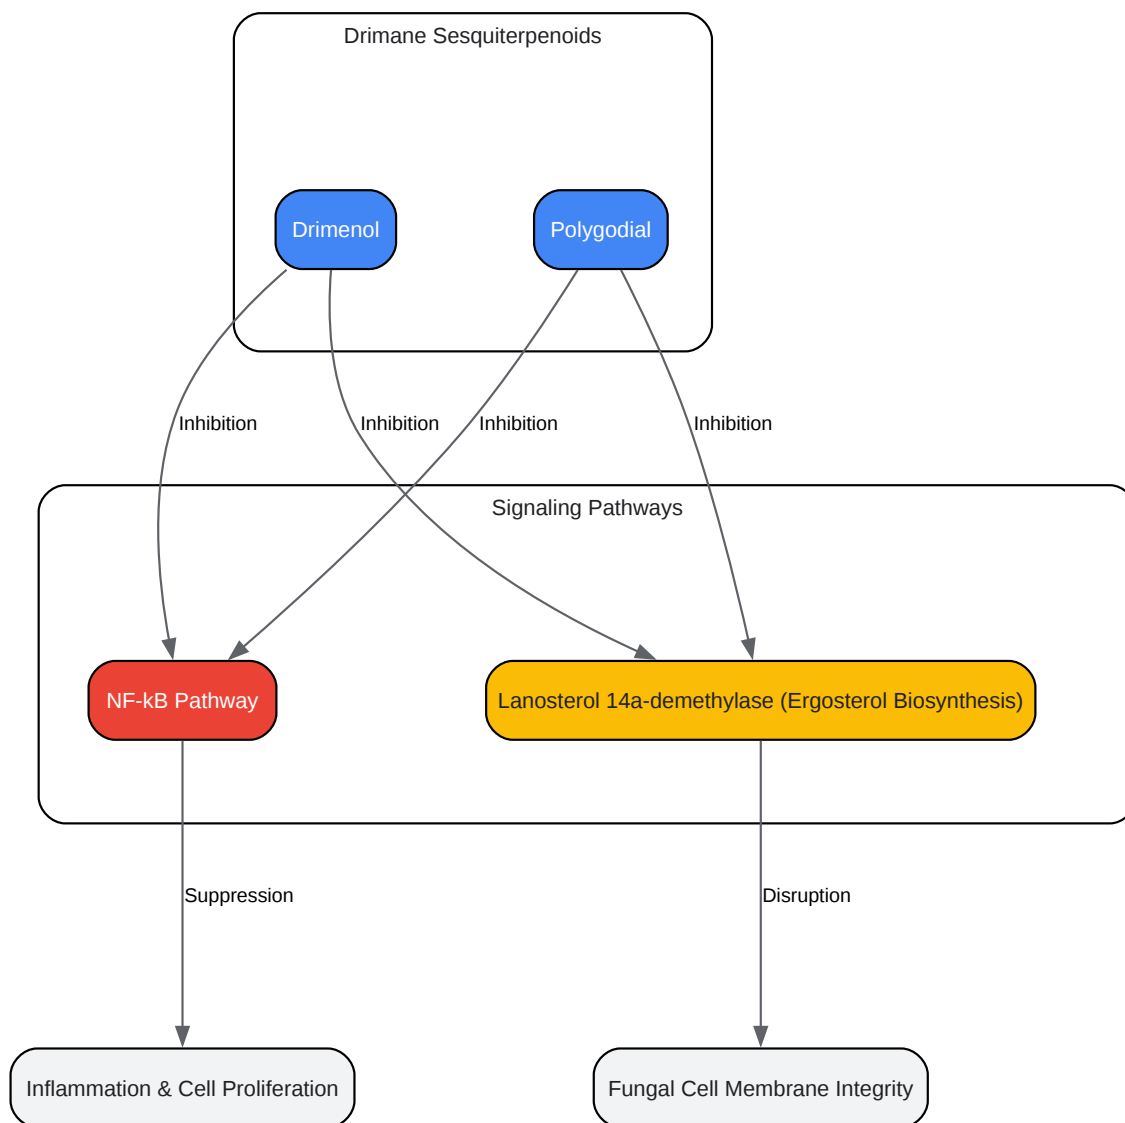 Drimane Sesquiterpenoids
Drimenol
Polygodial
Inhibition
Inhibition
Inhibition
Inhibition
Signaling Pathways
NF-kB Pathway
Lanosterol 14a-demethylase (Ergosterol Biosynthesis)
Suppression
Disruption
Inflammation & Cell Proliferation
Fungal Cell Membrane Integrity